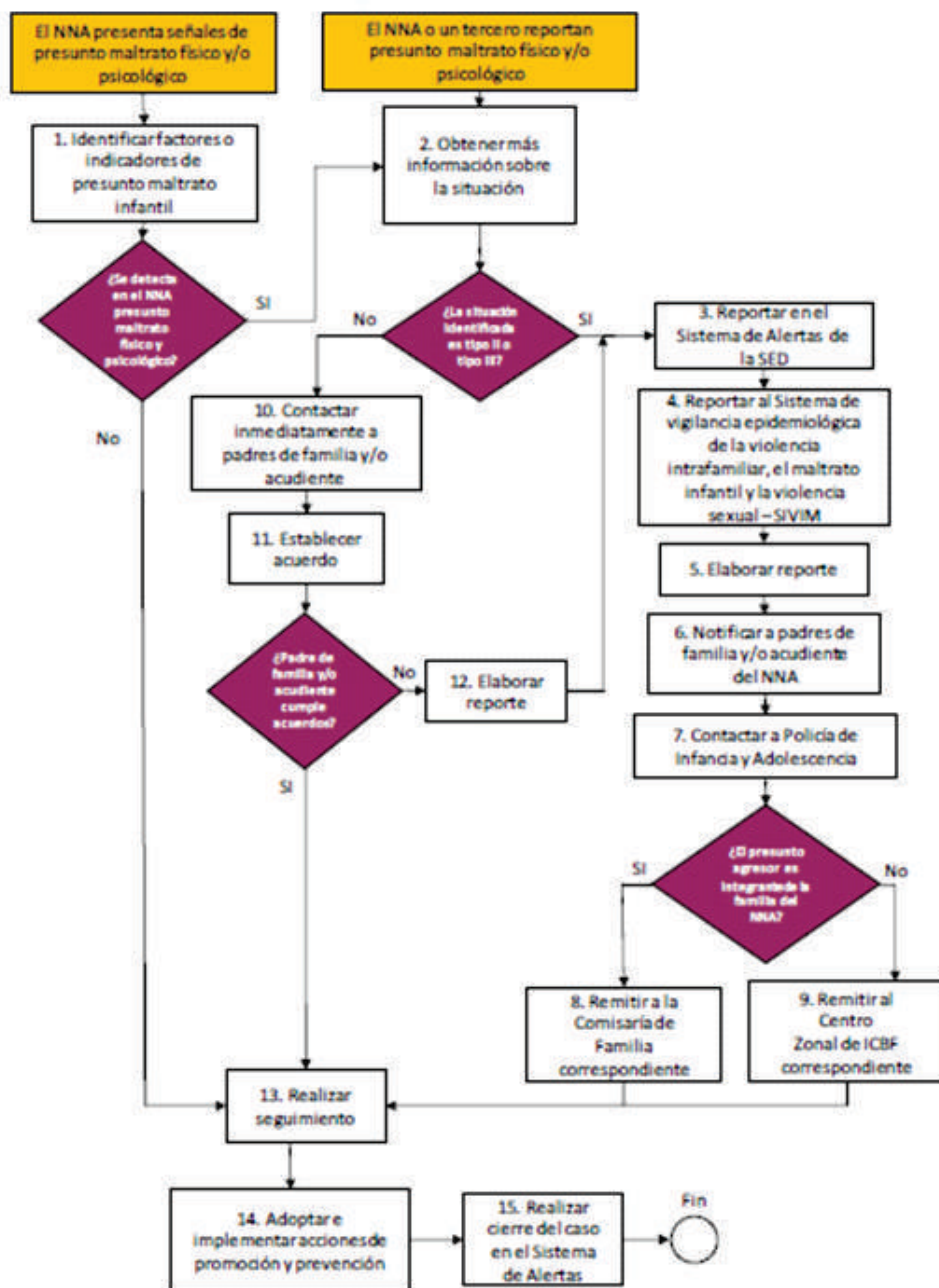 El NNA presenta señales de
presunto maltrato físico y/o
psicológico
El NNA o un tercero reportan
presunto maltrato físico y/o
psicológico
1. Identificar factores o
indicadores de
presunto maltrato
infantil
2. Obtener más
información sobre
la situación
¿Se detecta
en el NNA
presunto
maltrato
físico y
psicológico?
SI
No
¿La situación
identificada
es tipo II o
tipo III?
No
SI
3. Reportar en el
Sistema de Alertas de
la SED
4. Reportar al Sistema de
vigilancia epidemiológica
de la violencia
intrafamiliar, el maltrato
infantil y la violencia
sexual – SIVIM
5. Elaborar reporte
6. Notificar a padres de
familia y/o acudiente
del NNA
7. Contactar a Policía de
Infancia y Adolescencia
10. Contactar
inmediatamente a
padres de familia y/o
acudiente
11. Establecer
acuerdo
¿Padre de
familia y/o
acudiente
cumple
acuerdos?
No
SI
12. Elaborar
reporte
¿El presunto
agresor es
integrante de la
familia del
NNA?
SI
No
8. Remitir a la
Comisaría de
Familia
correspondiente
9. Remitir al
Centro
Zonal de ICBF
correspondiente
13. Realizar
seguimiento
14. Adoptar e
implementar acciones de
promoción y prevención
15. Realizar
cierre del caso
en el Sistema
de Alertas
Fin